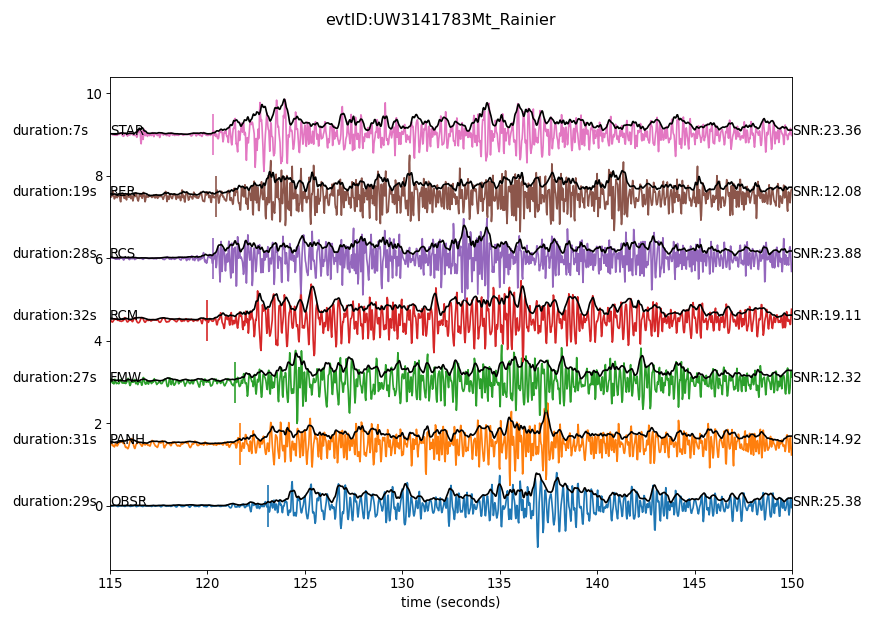 evtID:UW3141783Mt_Rainier
10
duration:7s STAR SNR:23.36
8
duration:19s RER SNR:12.08
duration:28s RCS SNR:23.88
6
duration:32s RCM SNR:19.11
4
duration:27s EMW SNR:12.32
2
duration:31s PANH SNR:14.92
duration:29s OBSR SNR:25.38
0
115 120 125 130 135 140 145 150
time (seconds)